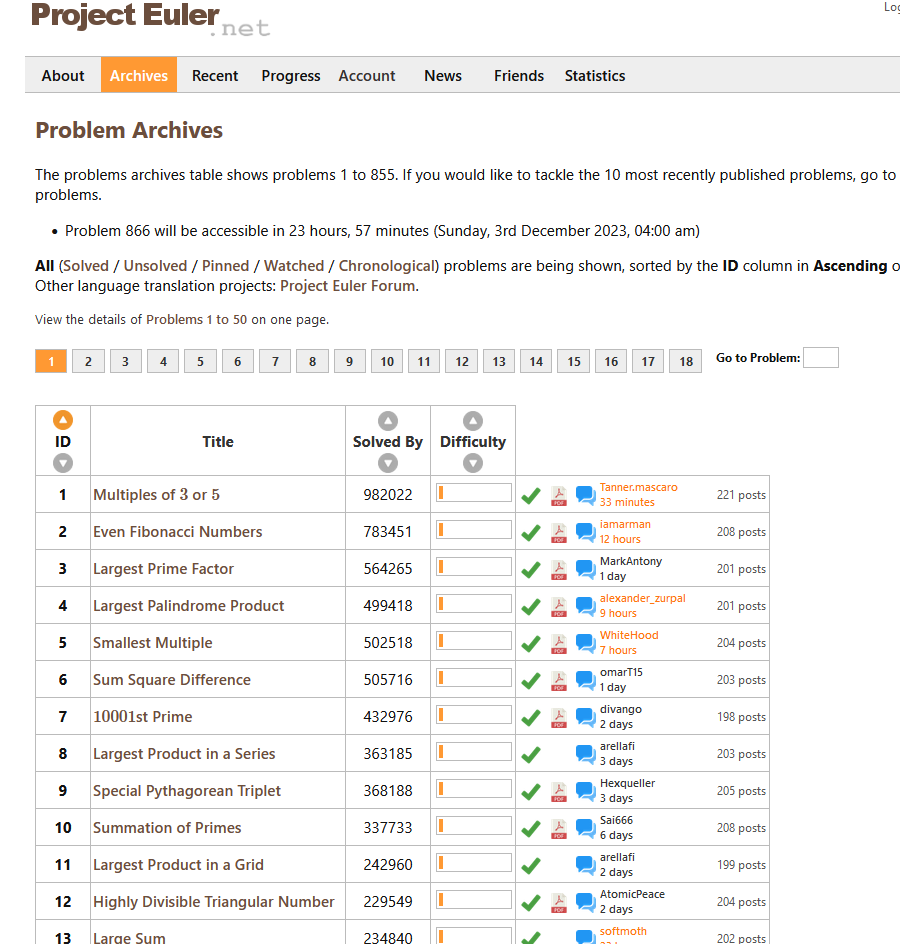 Project Euler
.net
Log
About Archives Recent Progress Account News Friends Statistics
Problem Archives
The problems archives table shows problems 1 to 855. If you would like to tackle the 10 most recently published problems, go to
problems.
• Problem 866 will be accessible in 23 hours, 57 minutes (Sunday, 3rd December 2023, 04:00 am)
All (Solved / Unsolved / Pinned / Watched / Chronological) problems are being shown, sorted by the ID column in Ascending o
Other language translation projects: Project Euler Forum.
View the details of Problems 1 to 50 on one page.
1 2 3 4 5 6 7 8 9 10 11 12 13 14 15 16 17 18 Go to Problem:
ID Title Solved By Difficulty
1 Multiples of 3 or 5 982022 PDF Tanner.mascaro 221 posts
33 minutes
2 Even Fibonacci Numbers 783451 PDF iamarman 208 posts
12 hours
3 Largest Prime Factor 564265 PDF MarkAntony 201 posts
1 day
4 Largest Palindrome Product 499418 PDF alexander_zurpal 201 posts
9 hours
5 Smallest Multiple 502518 PDF WhiteHood 204 posts
7 hours
6 Sum Square Difference 505716 PDF omarT15 203 posts
1 day
7 10001st Prime 432976 PDF divango 198 posts
2 days
8 Largest Product in a Series 363185 arellafi 203 posts
3 days
9 Special Pythagorean Triplet 368188 PDF Hexqueller 205 posts
3 days
10 Summation of Primes 337733 PDF Sai666 208 posts
6 days
11 Largest Product in a Grid 242960 arellafi 199 posts
2 days
12 Highly Divisible Triangular Number 229549 PDF AtomicPeace 204 posts
2 days
13 Large Sum 234840 softmoth 202 posts